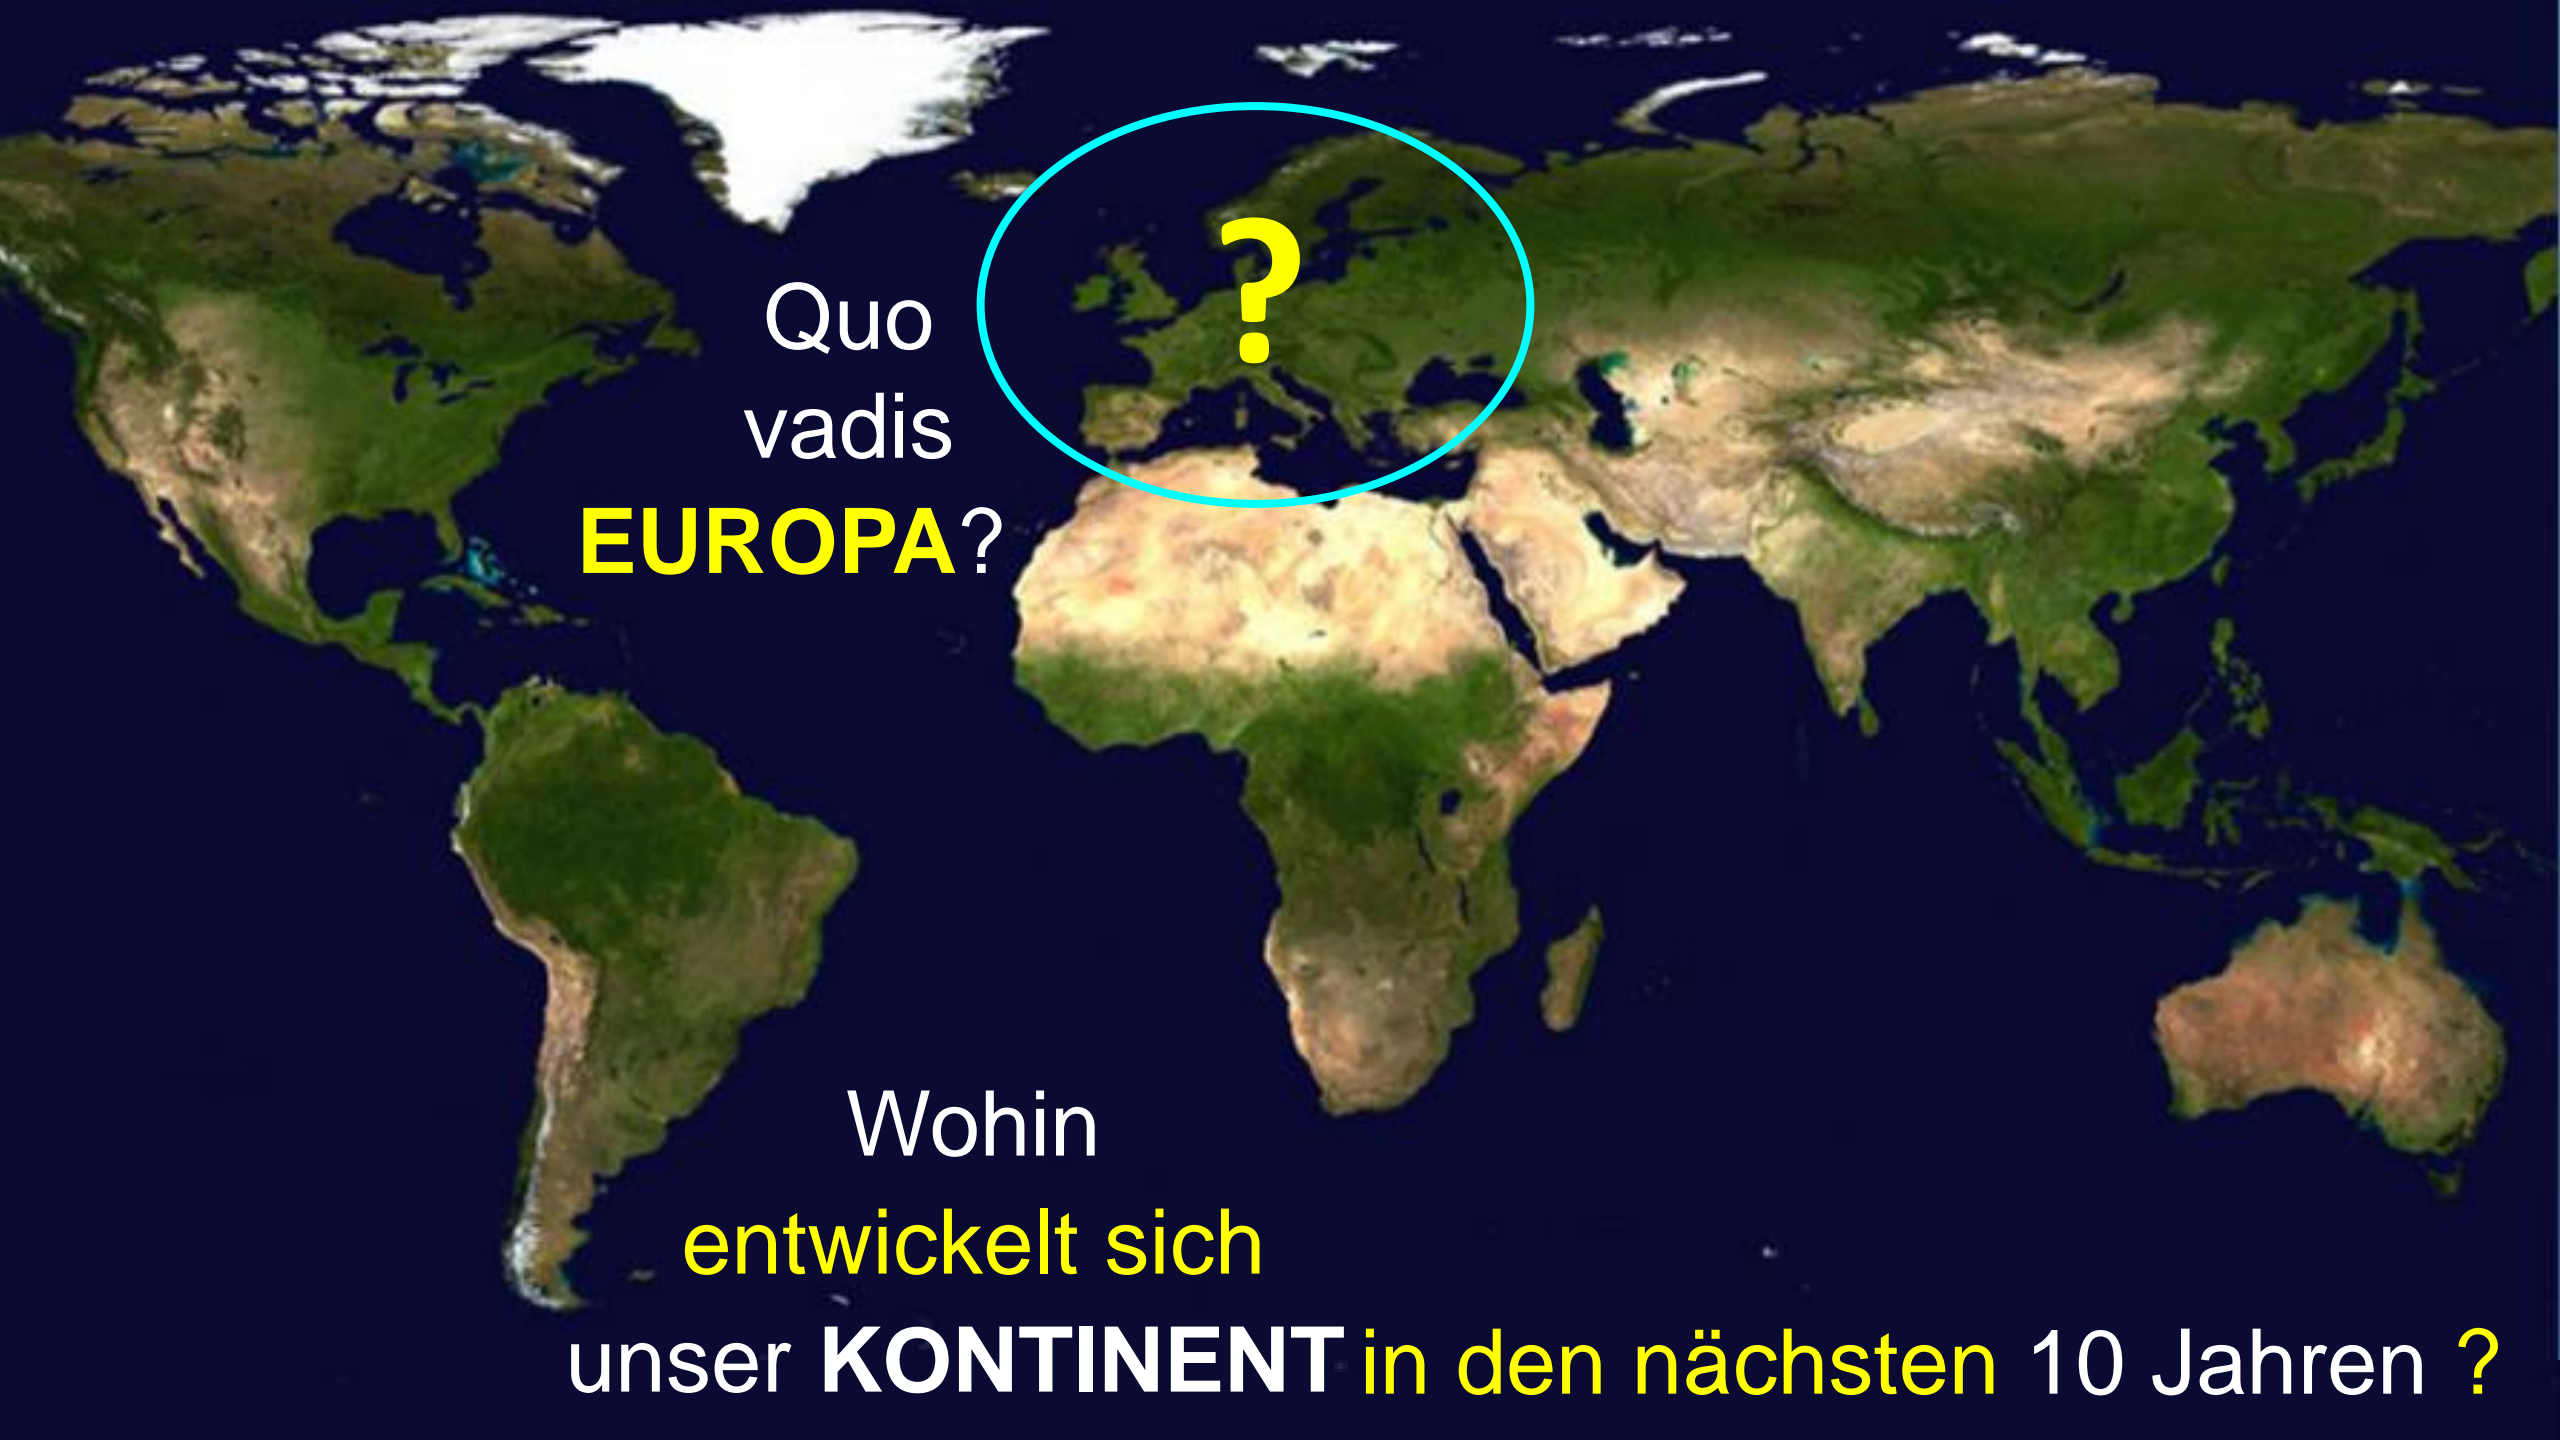 ?
Quo
vadis
EUROPA?
Wohin
entwickelt sich
unser KONTINENT in den nächsten 10 Jahren ?